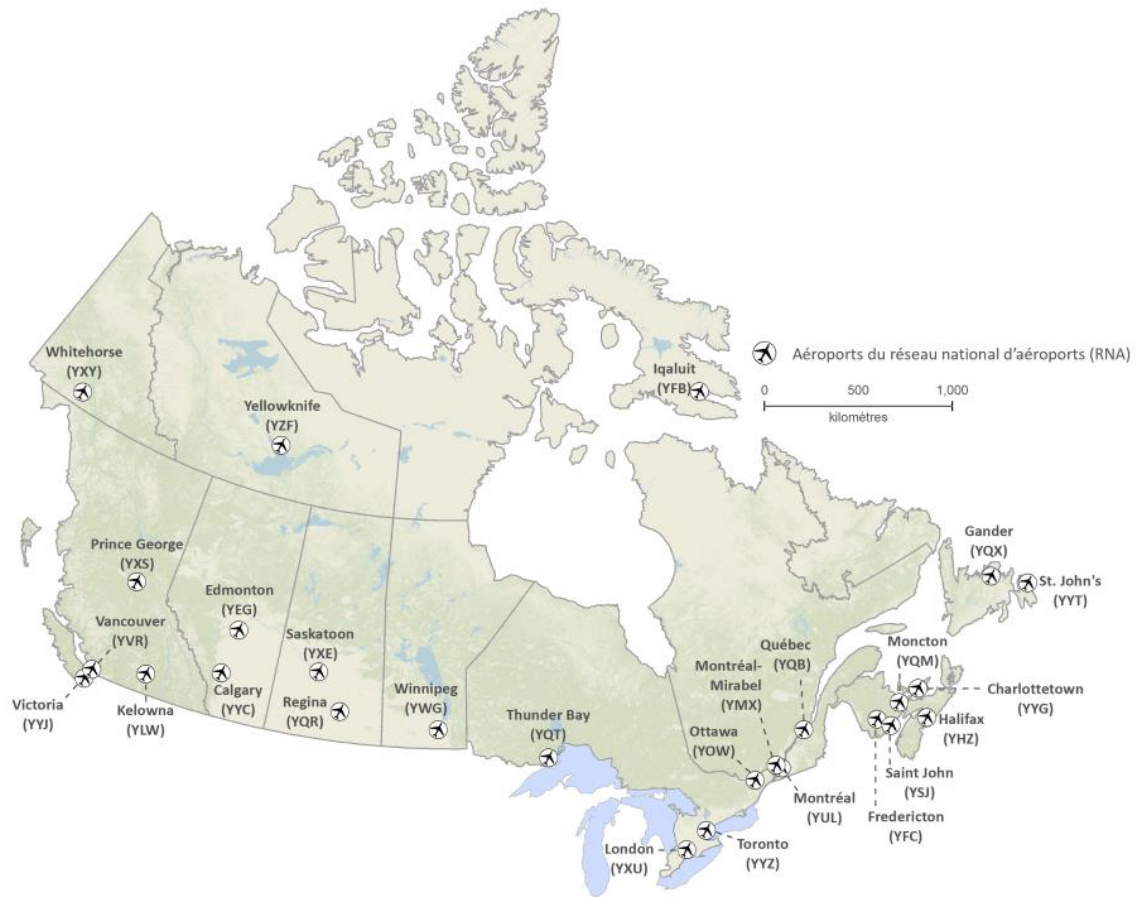 Whitehorse
(YXY)
Iqaluit
(YFB)
Aéroports du réseau national d'aéroports (RNA)
0 500 1,000
kilométres
Yellowknife
(YZF)
Prince George
(YXS)
Edmonton
(YEG)
Vancouver
(YVR)
Saskatoon
(YXE)
Victoria
(YYJ)
Kelowna
(YLW)
Calgary
(YYC)
Regina
(YQR)
Winnipeg
(YWG)
Thunder Bay
(YQT)
Gander
(YQX)
St. John's
(YYT)
Québec
(YQB)
Moncton
(YQM)
Montréal-
Mirabel
(YMX)
Charlottetown
(YYG)
Ottawa
(YOW)
Halifax
(YHZ)
Saint John
(YSJ)
Montréal
(YUL)
Fredericton
(YFC)
Toronto
(YYZ)
London
(YXU)